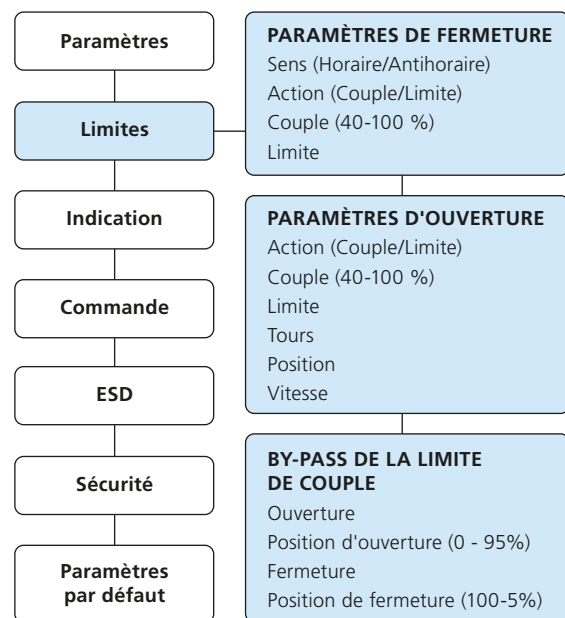 Paramètres
Limites
Indication
Commande
ESD
Sécurité
Paramètres
par défaut
PARAMÈTRES DE FERMETURE
Sens (Horaire/Antihoraire)
Action (Couple/Limite)
Couple (40-100 %)
Limite
PARAMÈTRES D'OUVERTURE
Action (Couple/Limite)
Couple (40-100 %)
Limite
Tours
Position
Vitesse
BY-PASS DE LA LIMITE
DE COUPLE
Ouverture
Position d'ouverture (0 - 95%)
Fermeture
Position de fermeture (100-5%)